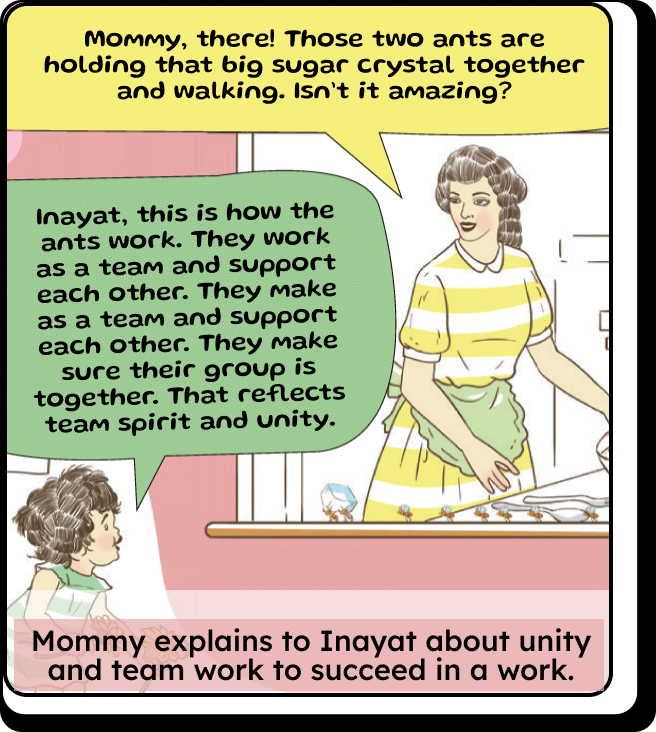 Mommy, there! Those two ants are
holding that big sugar crystal together
and walking. Isn't it amazing?
Inayat, this is how the
ants work. They work
as a team and support
each other. They make
as a team and support
each other. They make
sure their group is
together. That reflects
team spirit and unity.
Mommy explains to Inayat about unity
and team work to succeed in a work.